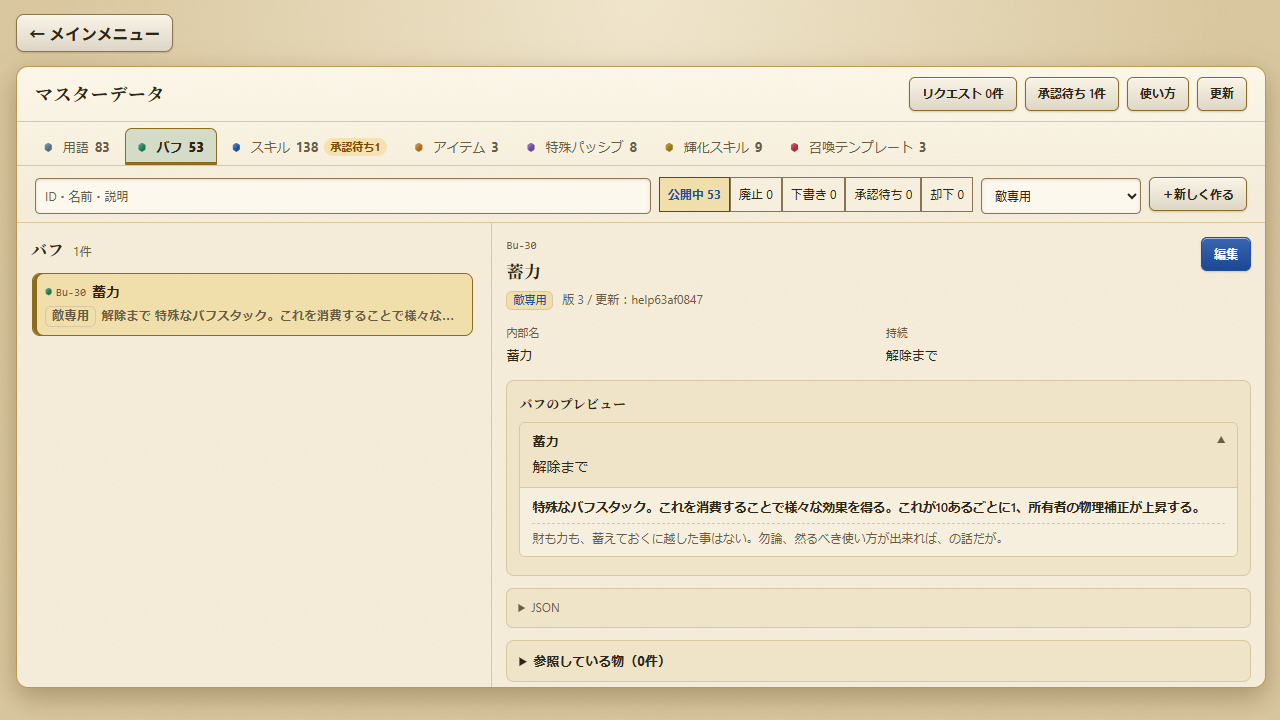 ← メインメニュー
マスターデータ
リクエスト 0件
承認待ち 1件
使い方
更新
用語 83
バフ 53
スキル 138 承認待ち1
アイテム 3
特殊パッシブ 8
輝化スキル 9
召喚テンプレート 3
ID・名前・説明
公開中 53
廃止 0
下書き 0
承認待ち 0
却下 0
敵専用
+新しく作る
バフ 1件
Bu-30 蓄力
敵専用 解除まで 特殊なバフスタック。これを消費することで様々な...
Bu-30
編集
蓄力
敵専用 版 3 / 更新：help63af0847
内部名
蓄力
持続
解除まで
バフのプレビュー
蓄力 ▲
解除まで
特殊なバフスタック。これを消費することで様々な効果を得る。これが10あるごとに1、所有者の物理補正が上昇する。
財も力も、蓄えておくに越した事はない。勿論、然るべき使い方が出来れば、の話だが。
▶ JSON
▶ 参照している物（0件）